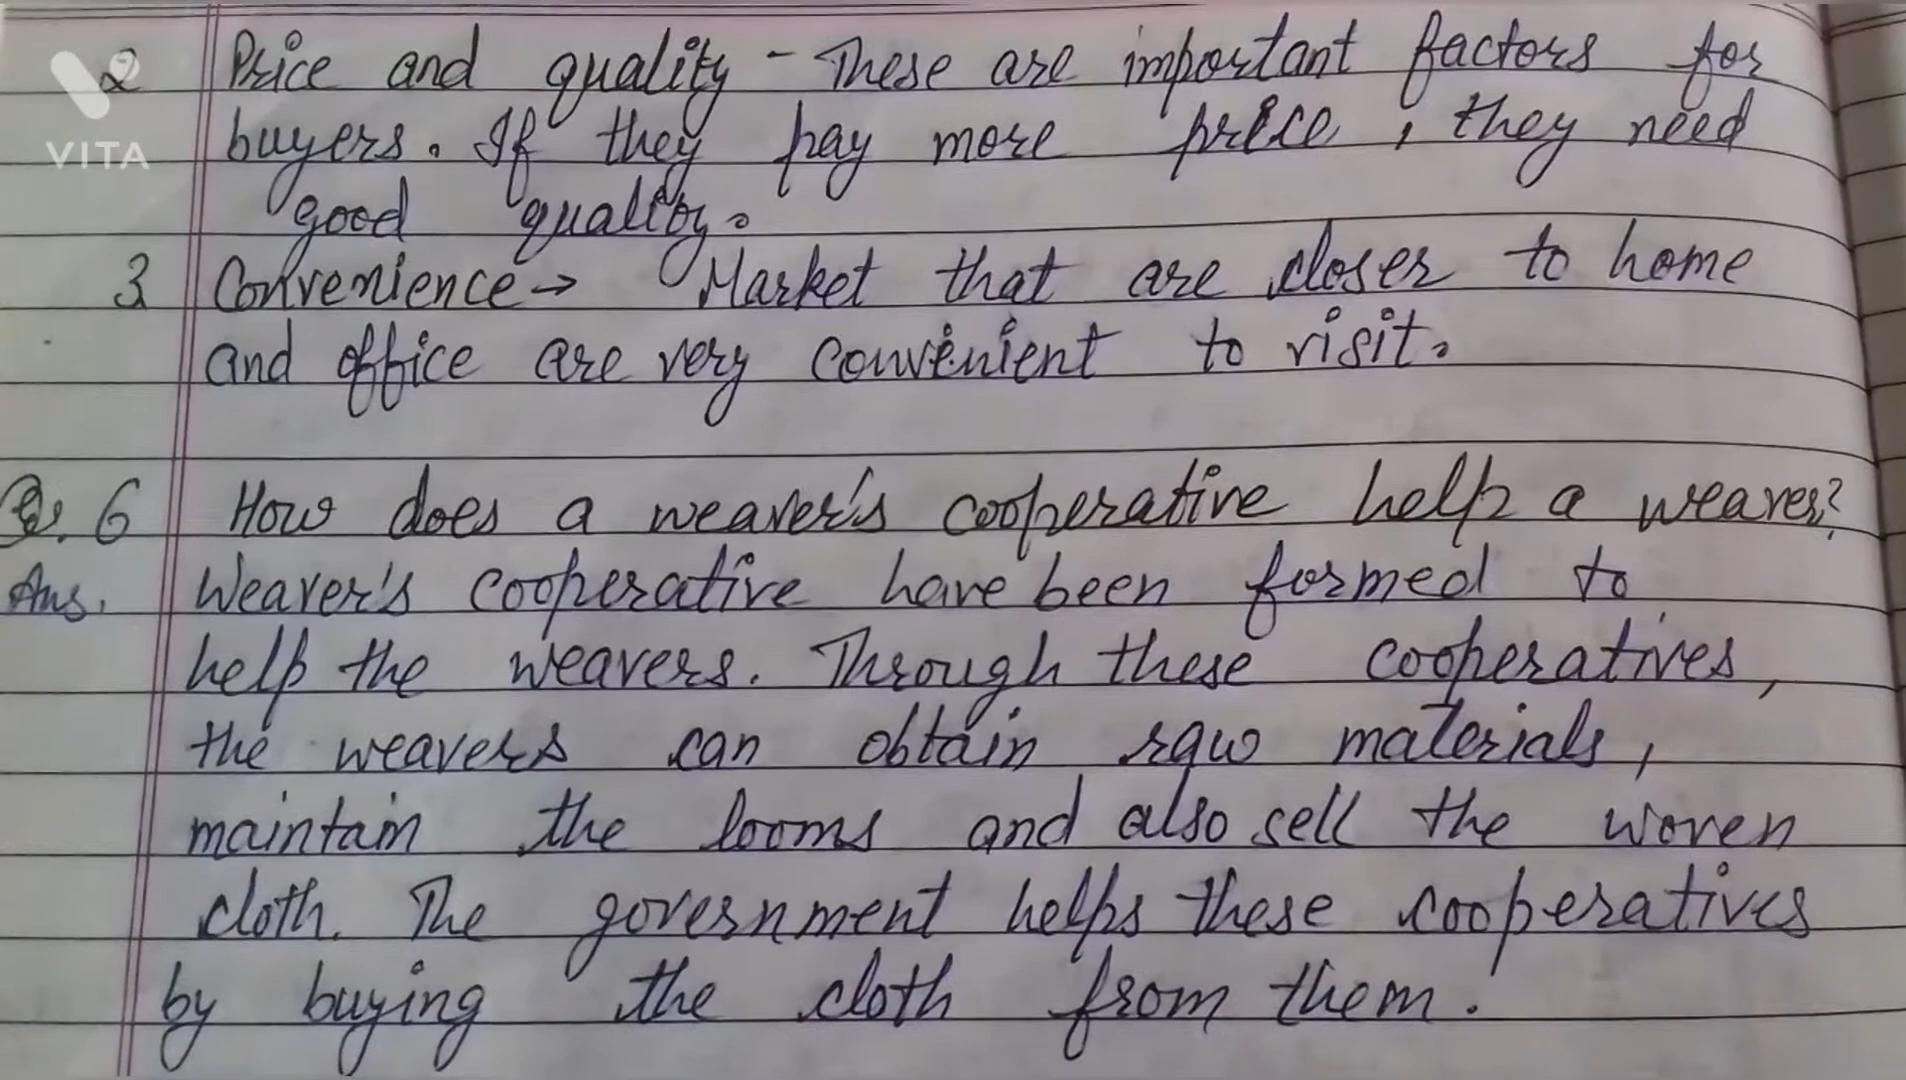 2 Price and quality - These are important factors for
buyers. If they pay more price, they need
good quality.
3 Convenience → Market that are closer to home
and office are very convenient to visit.
Q. 6 How does a weaver's cooperative help a weaver?
Ans. Weaver's cooperative have been formed to
help the weavers. Through these cooperatives,
the weavers can obtain raw materials,
maintain the looms and also sell the woven
cloth. The government helps these cooperatives
by buying the cloth from them.
VITA